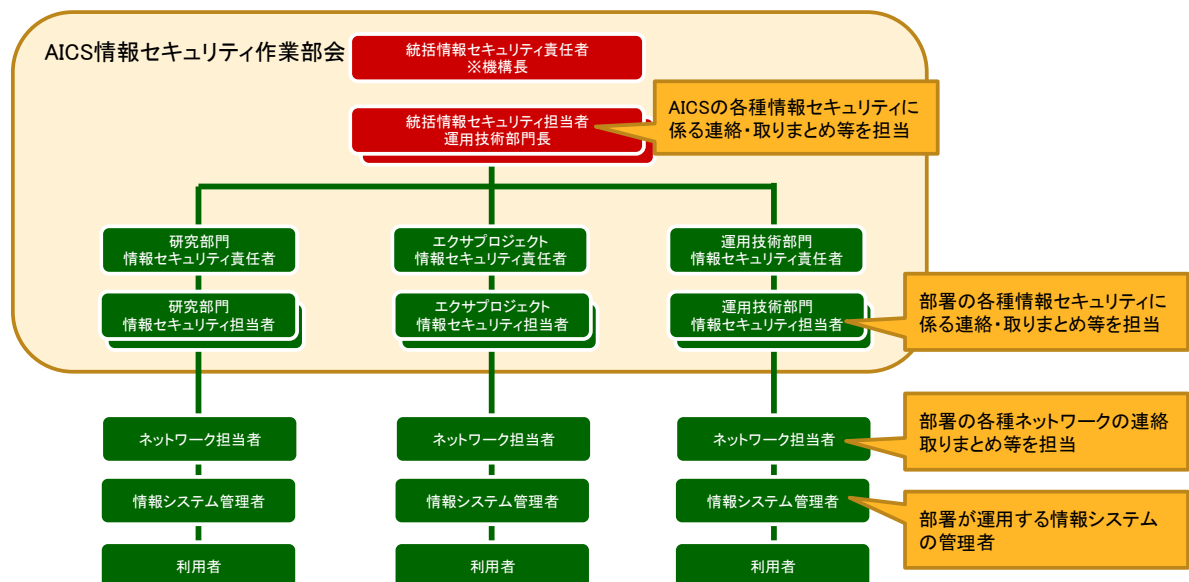 AICS情報セキュリティ作業部会
統括情報セキュリティ責任者
※機構長
統括情報セキュリティ担当者
運用技術部門長
AICSの各種情報セキュリティに
係る連絡・取りまとめ等を担当
研究部門
情報セキュリティ責任者
エクサプロジェクト
情報セキュリティ責任者
運用技術部門
情報セキュリティ責任者
研究部門
情報セキュリティ担当者
エクサプロジェクト
情報セキュリティ担当者
運用技術部門
情報セキュリティ担当者
部署の各種情報セキュリティに
係る連絡・取りまとめ等を担当
ネットワーク担当者
ネットワーク担当者
ネットワーク担当者
部署の各種ネットワークの連絡
取りまとめ等を担当
情報システム管理者
情報システム管理者
情報システム管理者
部署が運用する情報システム
の管理者
利用者
利用者
利用者